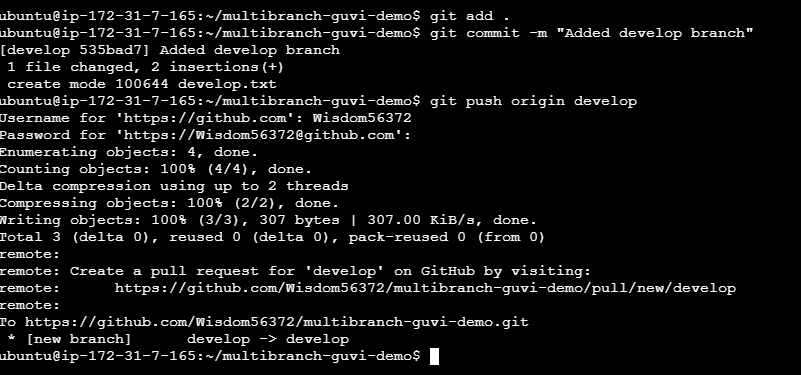 ubuntu@ip-172-31-7-165:~/multibranch-guvi-demo$ git add .
ubuntu@ip-172-31-7-165:~/multibranch-guvi-demo$ git commit -m "Added develop branch"
[develop 535bad7] Added develop branch
 1 file changed, 2 insertions(+)
 create mode 100644 develop.txt
ubuntu@ip-172-31-7-165:~/multibranch-guvi-demo$ git push origin develop
Username for 'https://github.com': Wisdom56372
Password for 'https://Wisdom56372@github.com':
Enumerating objects: 4, done.
Counting objects: 100% (4/4), done.
Delta compression using up to 2 threads
Compressing objects: 100% (2/2), done.
Writing objects: 100% (3/3), 307 bytes | 307.00 KiB/s, done.
Total 3 (delta 0), reused 0 (delta 0), pack-reused 0 (from 0)
remote:
remote: Create a pull request for 'develop' on GitHub by visiting:
remote:      https://github.com/Wisdom56372/multibranch-guvi-demo/pull/new/develop
remote:
To https://github.com/Wisdom56372/multibranch-guvi-demo.git
 * [new branch]      develop -> develop
ubuntu@ip-172-31-7-165:~/multibranch-guvi-demo$